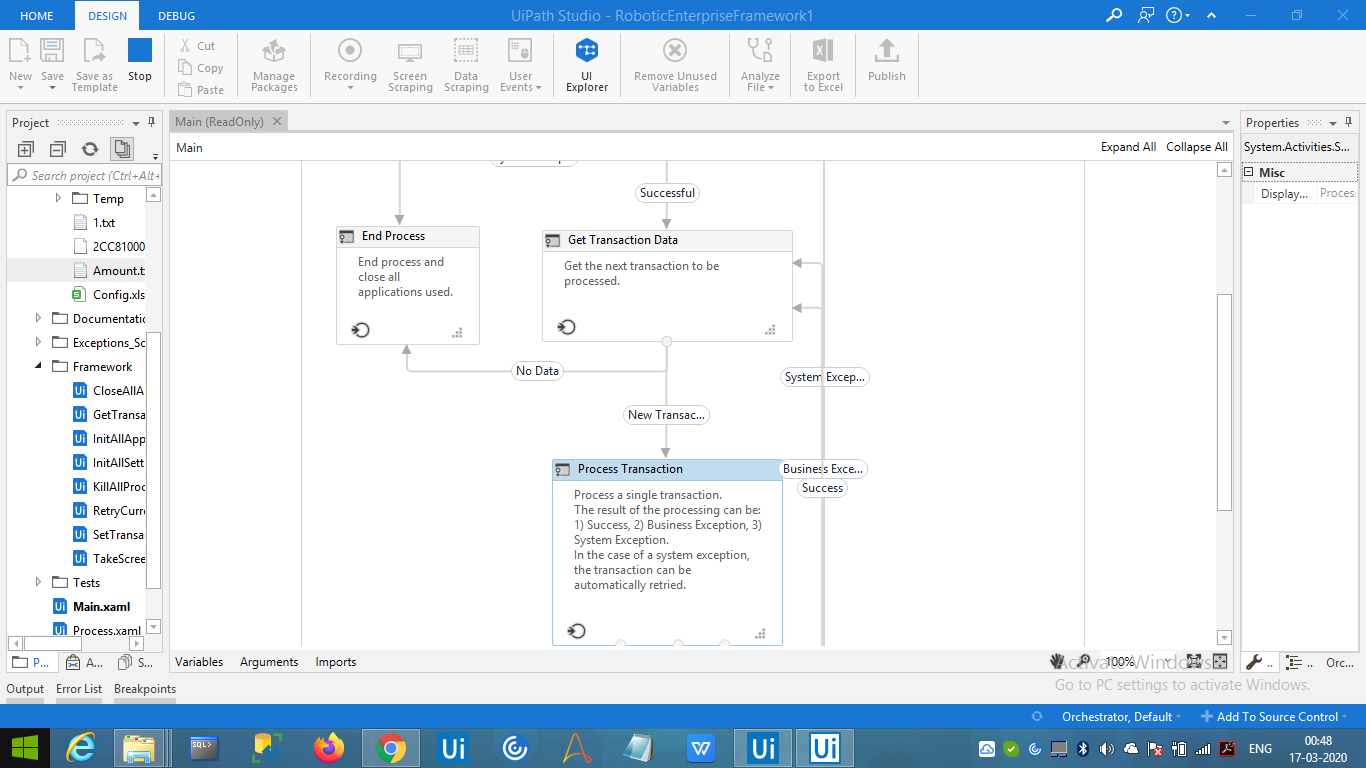 HOME
DESIGN
DEBUG
UiPath Studio - RoboticEnterpriseFramework1
New
Save
Save as
Template
Stop
Cut
Copy
Paste
Manage
Packages
Recording
Screen
Scraping
Data
Scraping
User
Events
UI
Explorer
Remove Unused
Variables
Analyze
File
Export
to Excel
Publish
Project
Search project (Ctrl+Alt+
Temp
1.txt
2CC81000
Amount.t
Config.xls
Documentatic
Exceptions_Sc
Framework
CloseAllA
GetTransa
InitAllApp
InitAllSett
KillAllProc
RetryCurre
SetTransa
TakeScree
Tests
Main.xaml
Process.xaml
P...
A...
S...
Main (ReadOnly)
Main
Expand All
Collapse All
Successful
End Process
End process and
close all
applications used.
Get Transaction Data
Get the next transaction to be
processed.
No Data
System Excep...
New Transac...
Process Transaction
Process a single transaction.
The result of the processing can be:
1) Success, 2) Business Exception, 3)
System Exception.
In the case of a system exception,
the transaction can be
automatically retried.
Business Exce...
Success
Variables
Arguments
Imports
100%
Properties
System.Activities.S...
Misc
Display...
Proces
..
..
Orc...
Activate Windows
Go to PC settings to activate Windows.
Output
Error List
Breakpoints
Orchestrator, Default
Add To Source Control
SQL>
Ui
W
Ui
Ui
ENG
00:48
17-03-2020